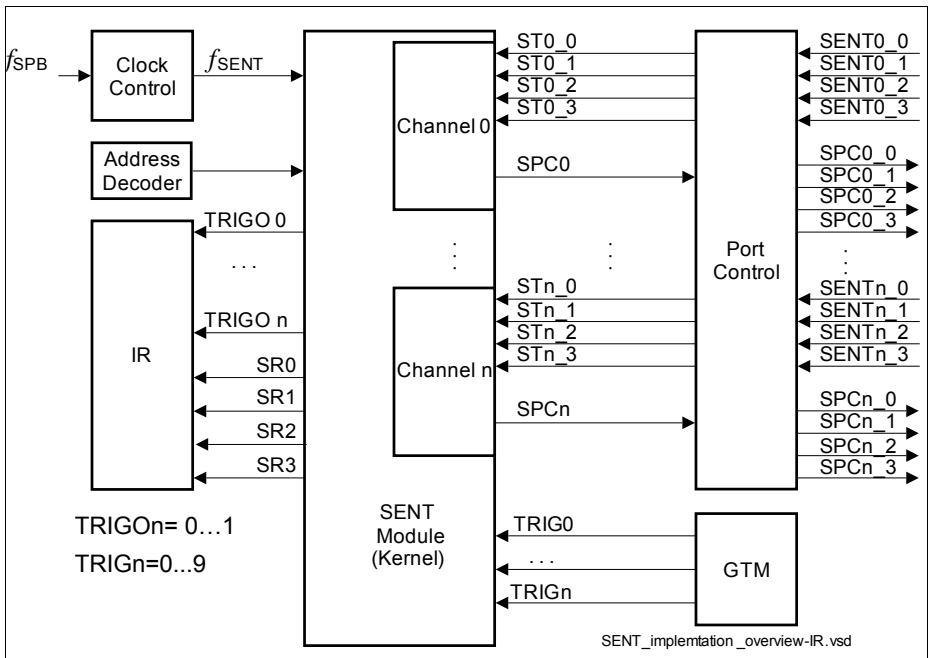 fSPB
Clock
Control
fSENT
Address
Decoder
TRIGO 0
. . .
TRIGO n
IR
SR0
SR1
SR2
SR3
TRIGOn= 0...1
TRIGn=0...9
Channel 0
. . .
Channel n
SENT
Module
(Kernel)
ST0_0
ST0_1
ST0_2
ST0_3
SPC0
. . .
STn_0
STn_1
STn_2
STn_3
SPCn
Port
Control
SENT0_0
SENT0_1
SENT0_2
SENT0_3
SPC0_0
SPC0_1
SPC0_2
SPC0_3
. . .
SENTn_0
SENTn_1
SENTn_2
SENTn_3
SPCn_0
SPCn_1
SPCn_2
SPCn_3
TRIG0
. . .
TRIGn
GTM
SENT_implemtation _overview-IR.vsd